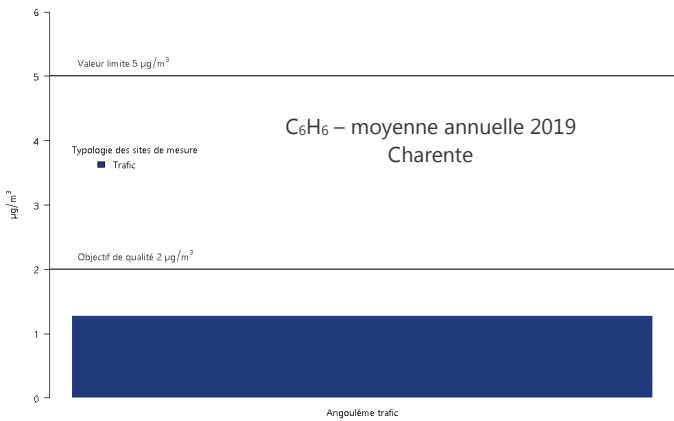 6
Valeur limite 5 µg/m³
5
C₆H₆ – moyenne annuelle 2019
Charente
4
Typologie des sites de mesure
Trafic
µg/m³
3
Objectif de qualité 2 µg/m³
2
1
0
Angoulême trafic